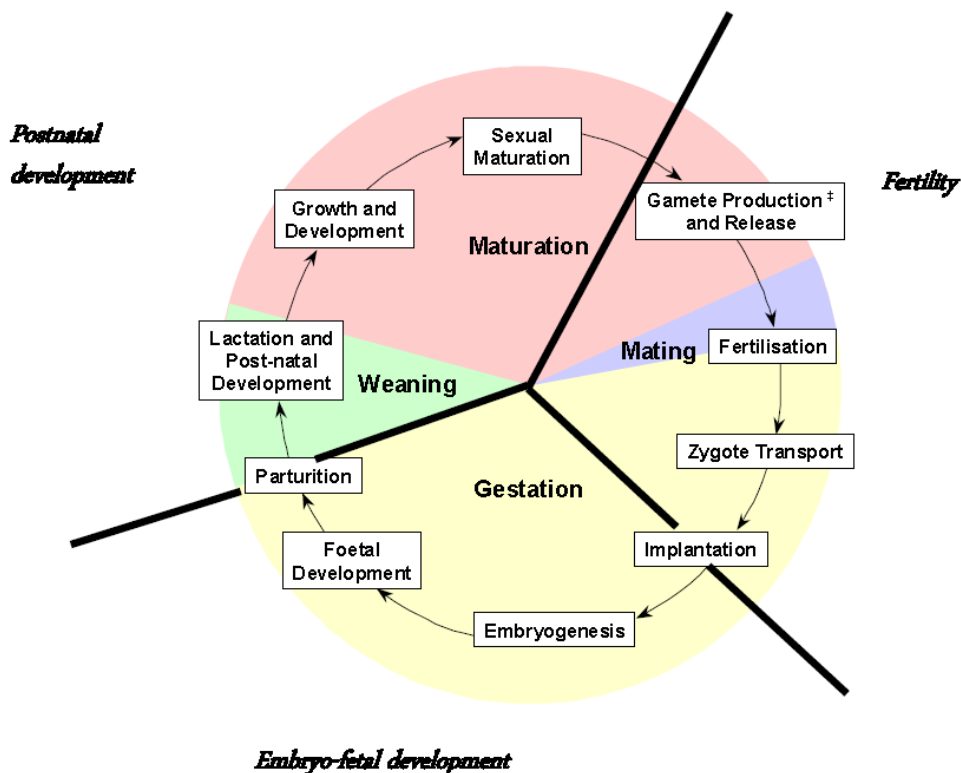 Postnatal
development
Fertility
Sexual
Maturation
Gamete Production ‡
and Release
Growth and
Development
Maturation
Lactation and
Post-natal
Development
Weaning
Mating
Fertilisation
Zygote Transport
Parturition
Gestation
Foetal
Development
Implantation
Embryogenesis
Embryo-fetal development